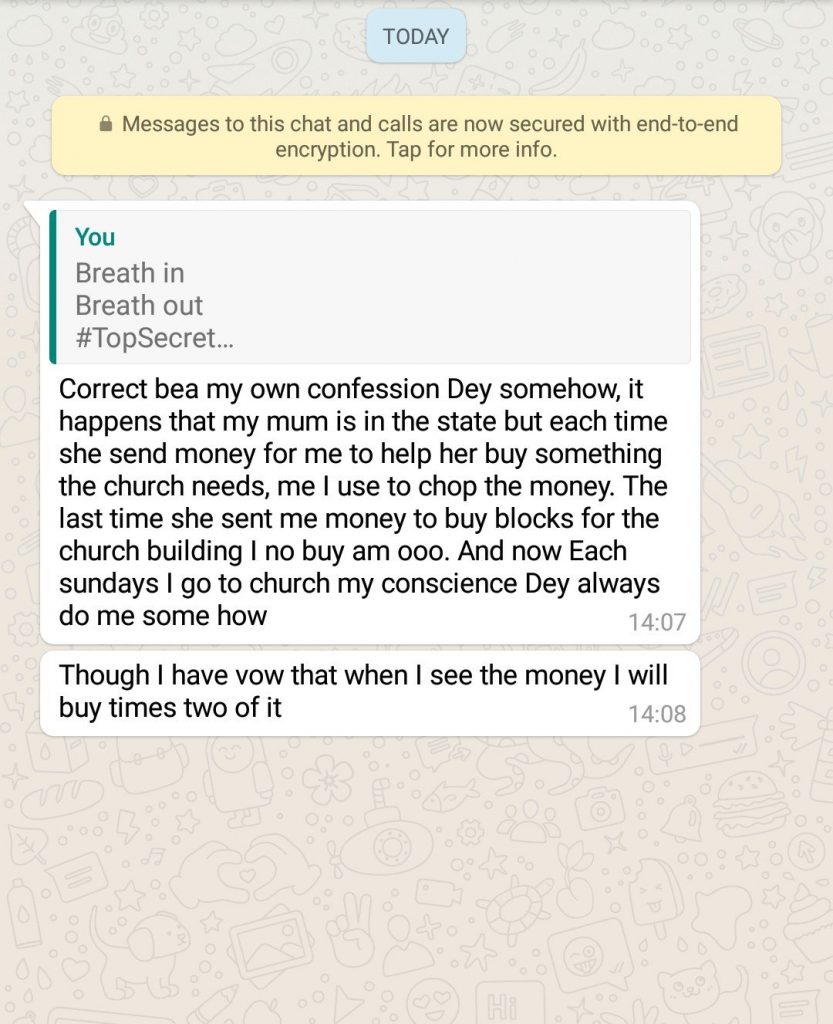 TODAY
Messages to this chat and calls are now secured with end-to-end
encryption. Tap for more info.
You
Breath in
Breath out
#TopSecret...
Correct bea my own confession Dey somehow, it
happens that my mum is in the state but each time
she send money for me to help her buy something
the church needs, me I use to chop the money. The
last time she sent me money to buy blocks for the
church building I no buy am ooo. And now Each
sundays I go to church my conscience Dey always
do me some how
14:07
Though I have vow that when I see the money I will
buy times two of it
14:08
Hi